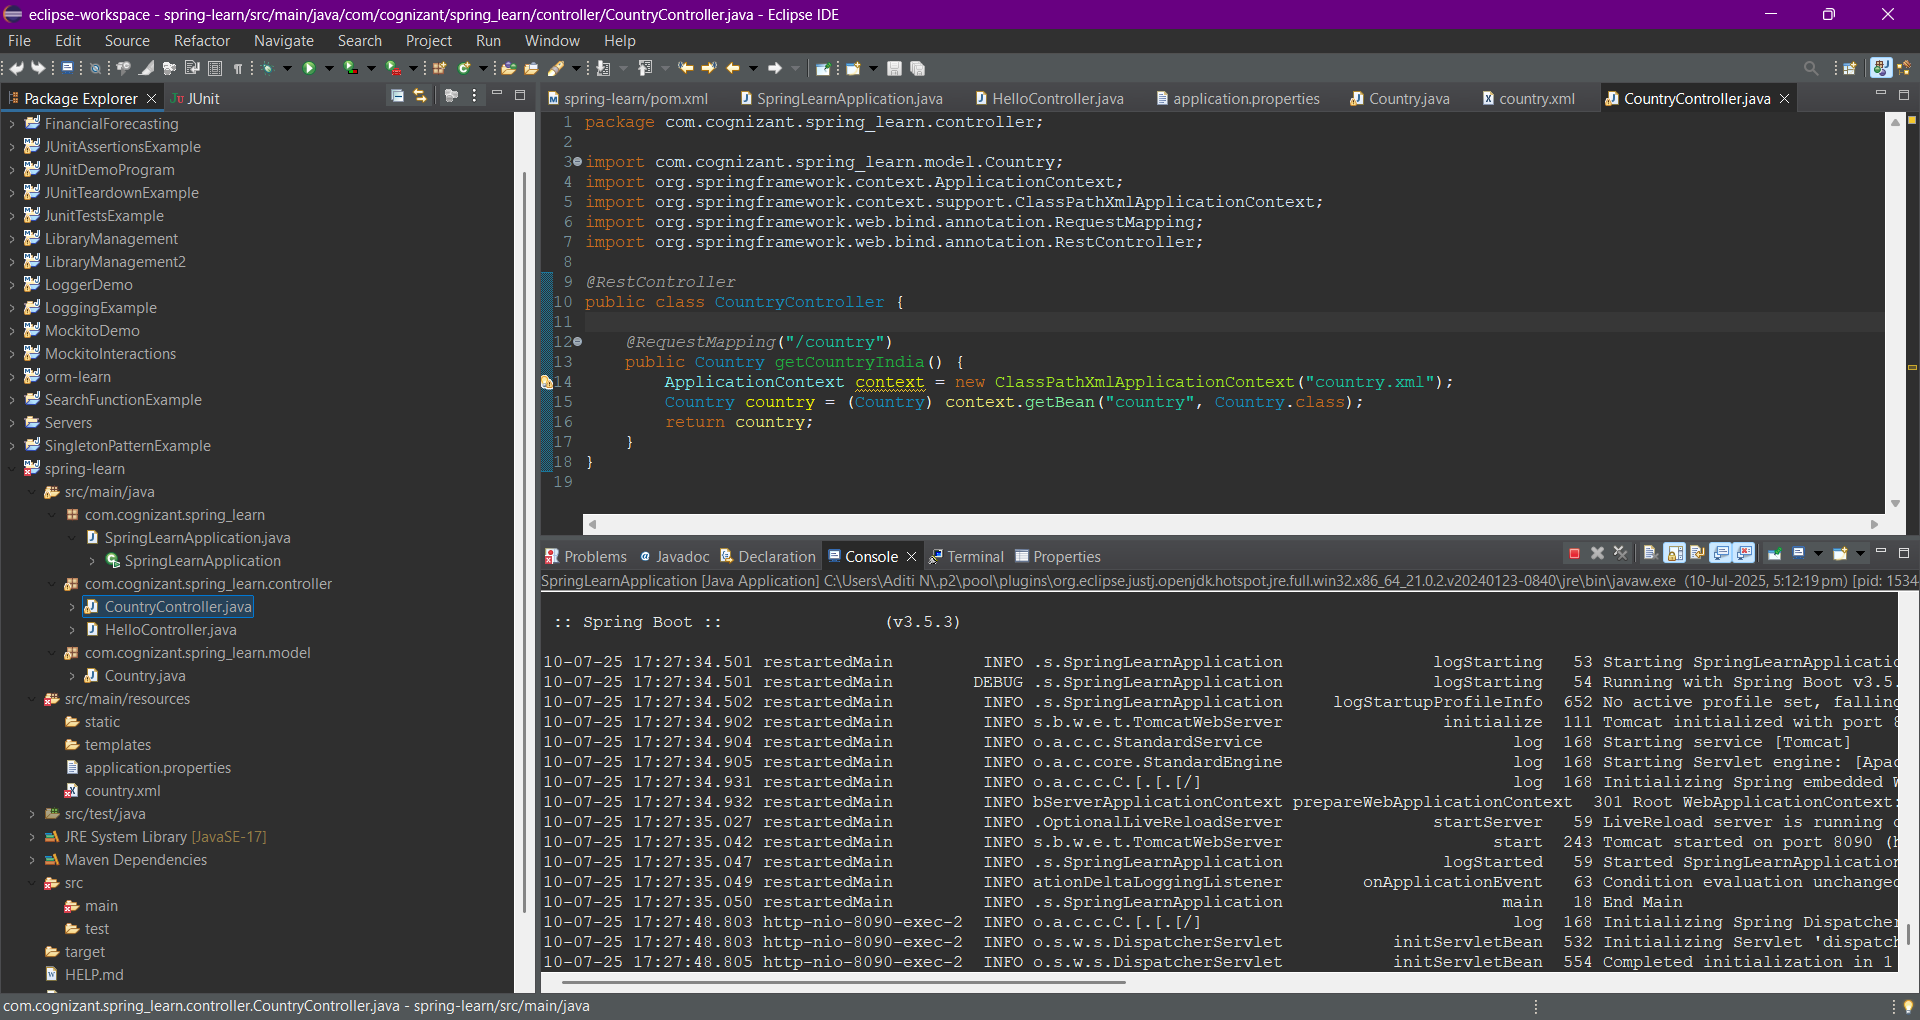 eclipse-workspace - spring-learn/src/main/java/com/cognizant/spring_learn/controller/CountryController.java - Eclipse IDE
File Edit Source Refactor Navigate Search Project Run Window Help
Package Explorer JUnit
spring-learn/pom.xml SpringLearnApplication.java HelloController.java application.properties Country.java country.xml CountryController.java
FinancialForecasting
JUnitAssertionsExample
JUnitDemoProgram
JUnitTeardownExample
JunitTestsExample
LibraryManagement
LibraryManagement2
LoggerDemo
LoggingExample
MockitoDemo
MockitoInteractions
orm-learn
SearchFunctionExample
Servers
SingletonPatternExample
spring-learn
src/main/java
com.cognizant.spring_learn
SpringLearnApplication.java
SpringLearnApplication
com.cognizant.spring_learn.controller
CountryController.java
HelloController.java
com.cognizant.spring_learn.model
Country.java
src/main/resources
static
templates
application.properties
country.xml
src/test/java
JRE System Library [JavaSE-17]
Maven Dependencies
src
main
test
target
HELP.md
1 package com.cognizant.spring_learn.controller;
2
3 import com.cognizant.spring_learn.model.Country;
4 import org.springframework.context.ApplicationContext;
5 import org.springframework.context.support.ClassPathXmlApplicationContext;
6 import org.springframework.web.bind.annotation.RequestMapping;
7 import org.springframework.web.bind.annotation.RestController;
8
9 @RestController
10 public class CountryController {
11
12 @RequestMapping("/country")
13 public Country getCountryIndia() {
14 ApplicationContext context = new ClassPathXmlApplicationContext("country.xml");
15 Country country = (Country) context.getBean("country", Country.class);
16 return country;
17 }
18 }
19
Problems Javadoc Declaration Console Terminal Properties
SpringLearnApplication [Java Application] C:\Users\Aditi N\.p2\pool\plugins\org.eclipse.justj.openjdk.hotspot.jre.full.win32.x86_64_21.0.2.v20240123-0840\jre\bin\javaw.exe (10-Jul-2025, 5:12:19 pm) [pid: 1534
:: Spring Boot :: (v3.5.3)
10-07-25 17:27:34.501 restartedMain INFO .s.SpringLearnApplication logStarting 53 Starting SpringLearnApplicatic
10-07-25 17:27:34.501 restartedMain DEBUG .s.SpringLearnApplication logStarting 54 Running with Spring Boot v3.5.
10-07-25 17:27:34.502 restartedMain INFO .s.SpringLearnApplication logStartupProfileInfo 652 No active profile set, falling
10-07-25 17:27:34.902 restartedMain INFO s.b.w.e.t.TomcatWebServer initialize 111 Tomcat initialized with port 8
10-07-25 17:27:34.904 restartedMain INFO o.a.c.c.StandardService log 168 Starting service [Tomcat]
10-07-25 17:27:34.905 restartedMain INFO o.a.c.core.StandardEngine log 168 Starting Servlet engine: [Apac
10-07-25 17:27:34.931 restartedMain INFO o.a.c.c.C.[.[.[/] log 168 Initializing Spring embedded W
10-07-25 17:27:34.932 restartedMain INFO bServerApplicationContext prepareWebApplicationContext 301 Root WebApplicationContext:
10-07-25 17:27:35.027 restartedMain INFO .OptionalLiveReloadServer startServer 59 LiveReload server is running o
10-07-25 17:27:35.042 restartedMain INFO s.b.w.e.t.TomcatWebServer start 243 Tomcat started on port 8090 (h
10-07-25 17:27:35.047 restartedMain INFO .s.SpringLearnApplication logStarted 59 Started SpringLearnApplication
10-07-25 17:27:35.049 restartedMain INFO ationDeltaLoggingListener onApplicationEvent 63 Condition evaluation unchanged
10-07-25 17:27:35.050 restartedMain INFO .s.SpringLearnApplication main 18 End Main
10-07-25 17:27:48.803 http-nio-8090-exec-2 INFO o.a.c.c.C.[.[.[/] log 168 Initializing Spring Dispatcher
10-07-25 17:27:48.803 http-nio-8090-exec-2 INFO o.s.w.s.DispatcherServlet initServletBean 532 Initializing Servlet 'dispatch
10-07-25 17:27:48.805 http-nio-8090-exec-2 INFO o.s.w.s.DispatcherServlet initServletBean 554 Completed initialization in 1
com.cognizant.spring_learn.controller.CountryController.java - spring-learn/src/main/java